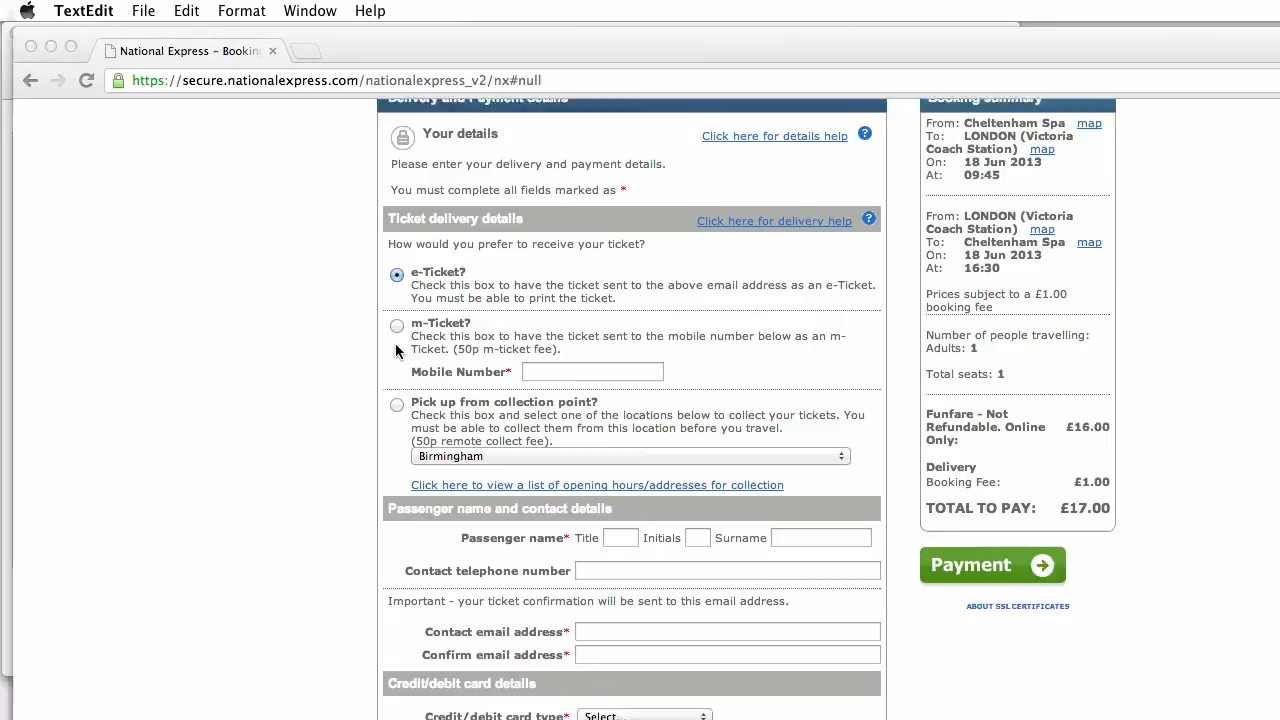 TextEdit File Edit Format Window Help
National Express – Booking
https://secure.nationalexpress.com/nationalexpress_v2/nx#null
Delivery and Payment details
Your details
Click here for details help ?
Please enter your delivery and payment details.
You must complete all fields marked as *
Ticket delivery details
Click here for delivery help ?
How would you prefer to receive your ticket?
e-Ticket?
Check this box to have the ticket sent to the above email address as an e-Ticket.
You must be able to print the ticket.
m-Ticket?
Check this box to have the ticket sent to the mobile number below as an m-
Ticket. (50p m-ticket fee).
Mobile Number*
Pick up from collection point?
Check this box and select one of the locations below to collect your tickets. You
must be able to collect them from this location before you travel.
(50p remote collect fee).
Birmingham
Click here to view a list of opening hours/addresses for collection
Passenger name and contact details
Passenger name* Title Initials Surname
Contact telephone number
Important - your ticket confirmation will be sent to this email address.
Contact email address*
Confirm email address*
Credit/debit card details
Credit/debit card type* Select...
Booking summary
From: Cheltenham Spa map
To: LONDON (Victoria
Coach Station) map
On: 18 Jun 2013
At: 09:45
From: LONDON (Victoria
Coach Station) map
To: Cheltenham Spa map
On: 18 Jun 2013
At: 16:30
Prices subject to a £1.00
booking fee
Number of people travelling:
Adults: 1
Total seats: 1
Funfare - Not
Refundable. Online £16.00
Only:
Delivery
Booking Fee: £1.00
TOTAL TO PAY: £17.00
Payment
ABOUT SSL CERTIFICATES